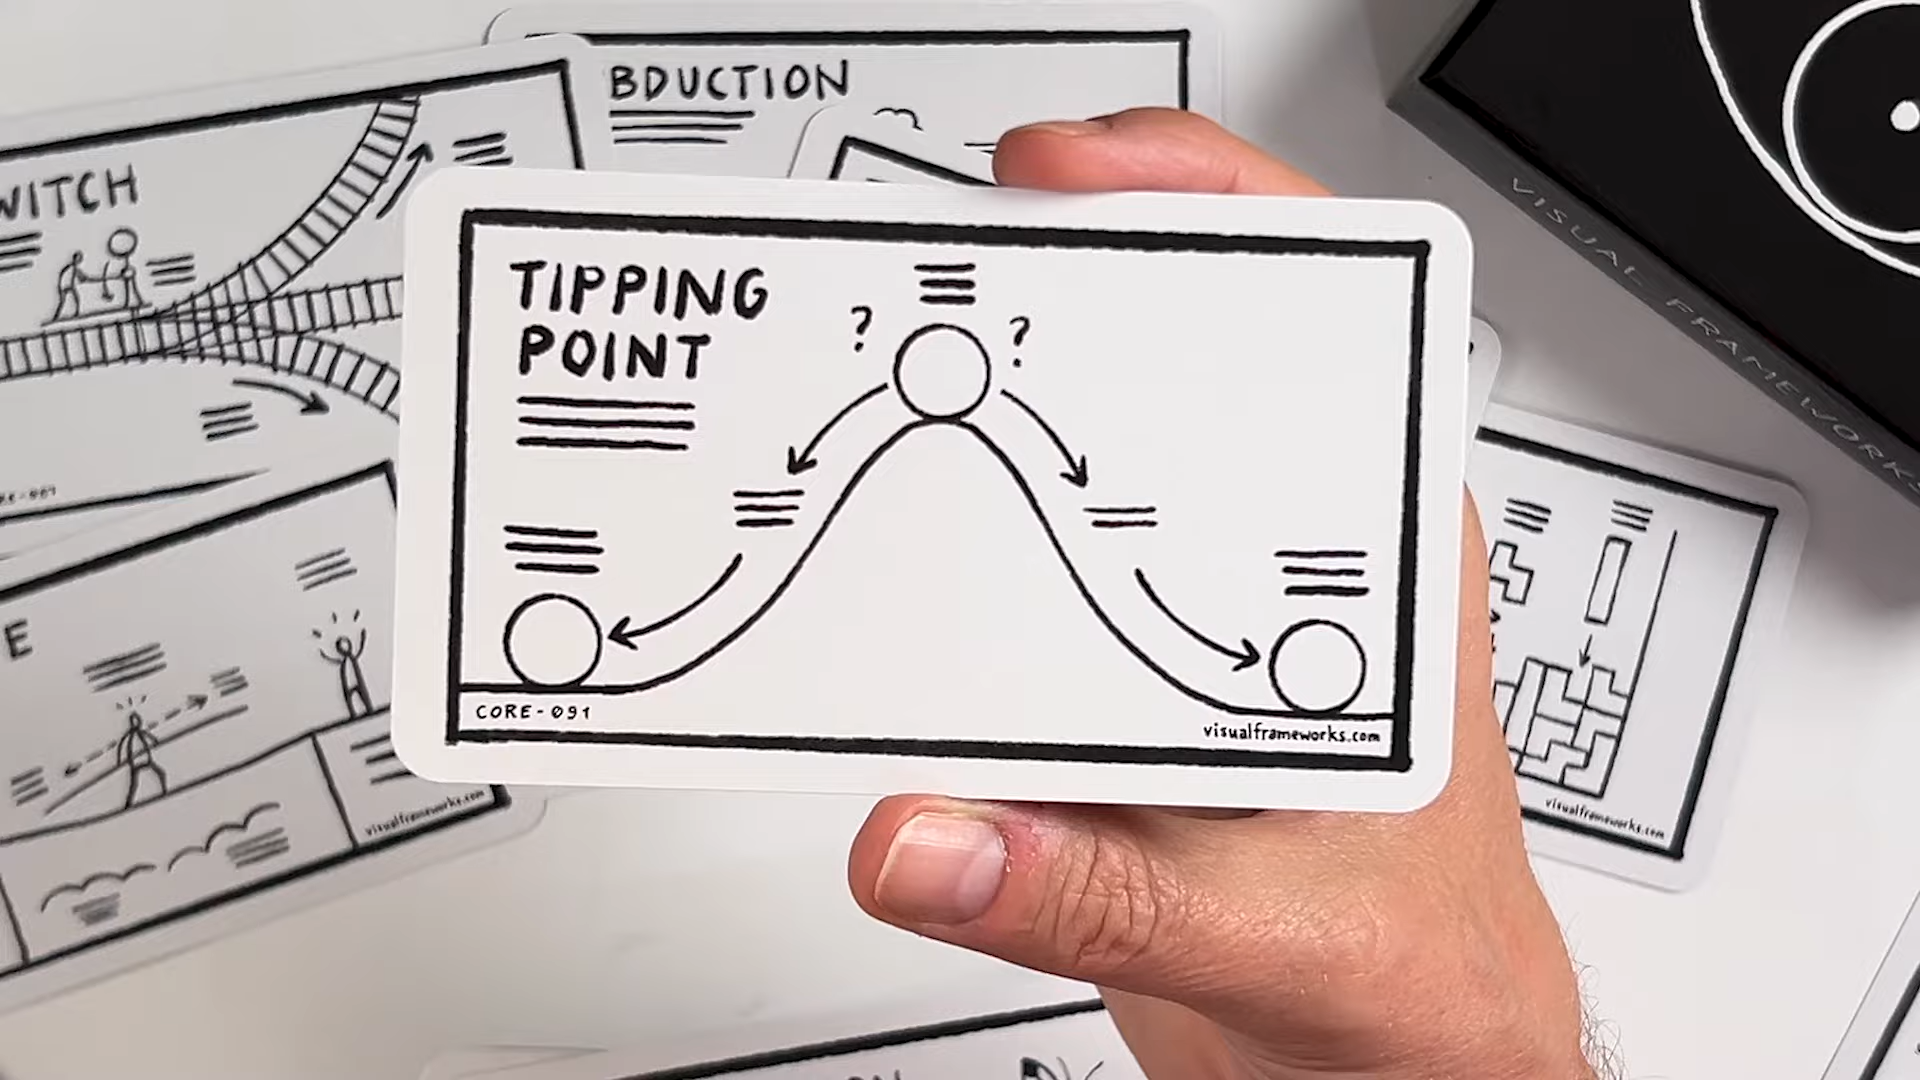 BDUCTION
WITCH
TIPPING
POINT
?
?
CORE-091
visualframeworks.com
VISUAL FRAMEWORKS
E
visualframeworks.com
visualframeworks.com